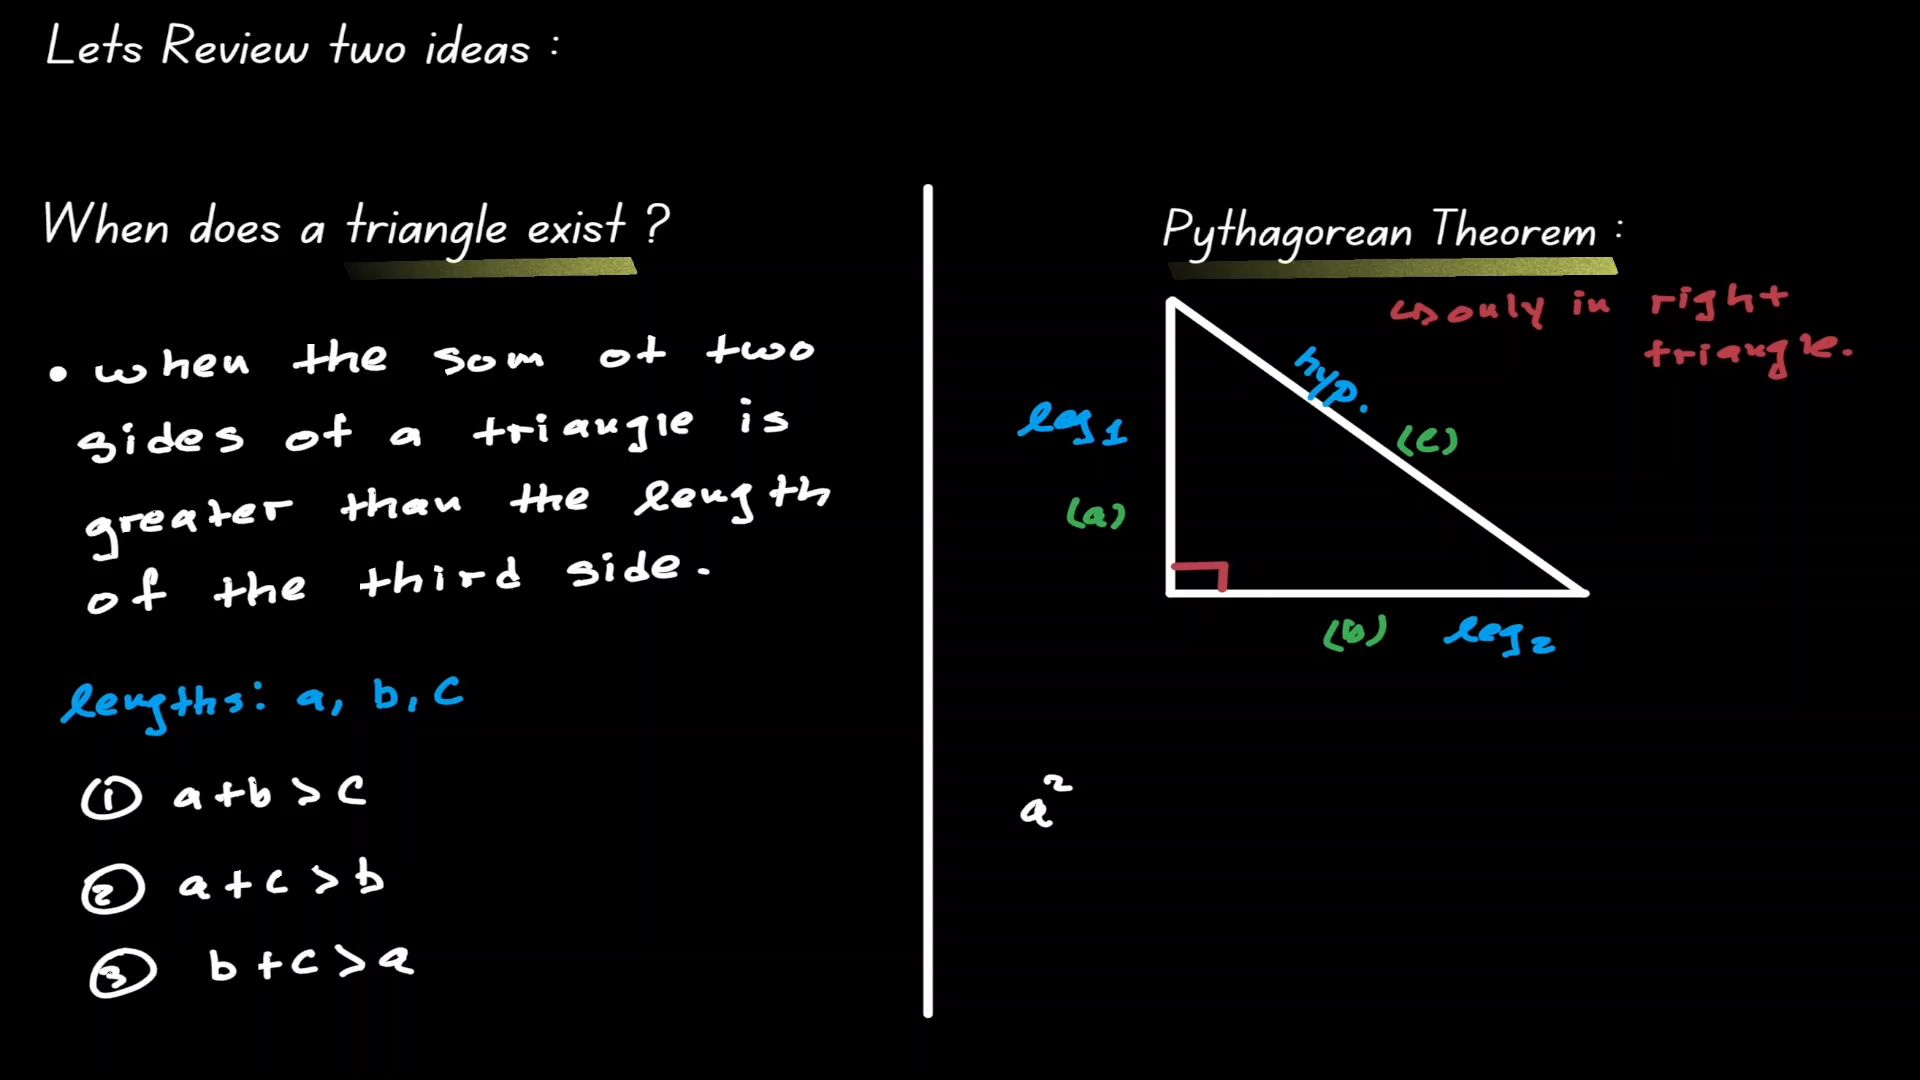 Lets Review two ideas :
When does a triangle exist ?
• when the som of two
sides of a triangle is
greater than the length
of the third side.
lengths: a, b, c
① a+b > c
② a+c > b
③ b+c > a
Pythagorean Theorem :
↪ only in right
triangle.
hyp.
(c)
leg₁
(a)
(b) leg₂
a²